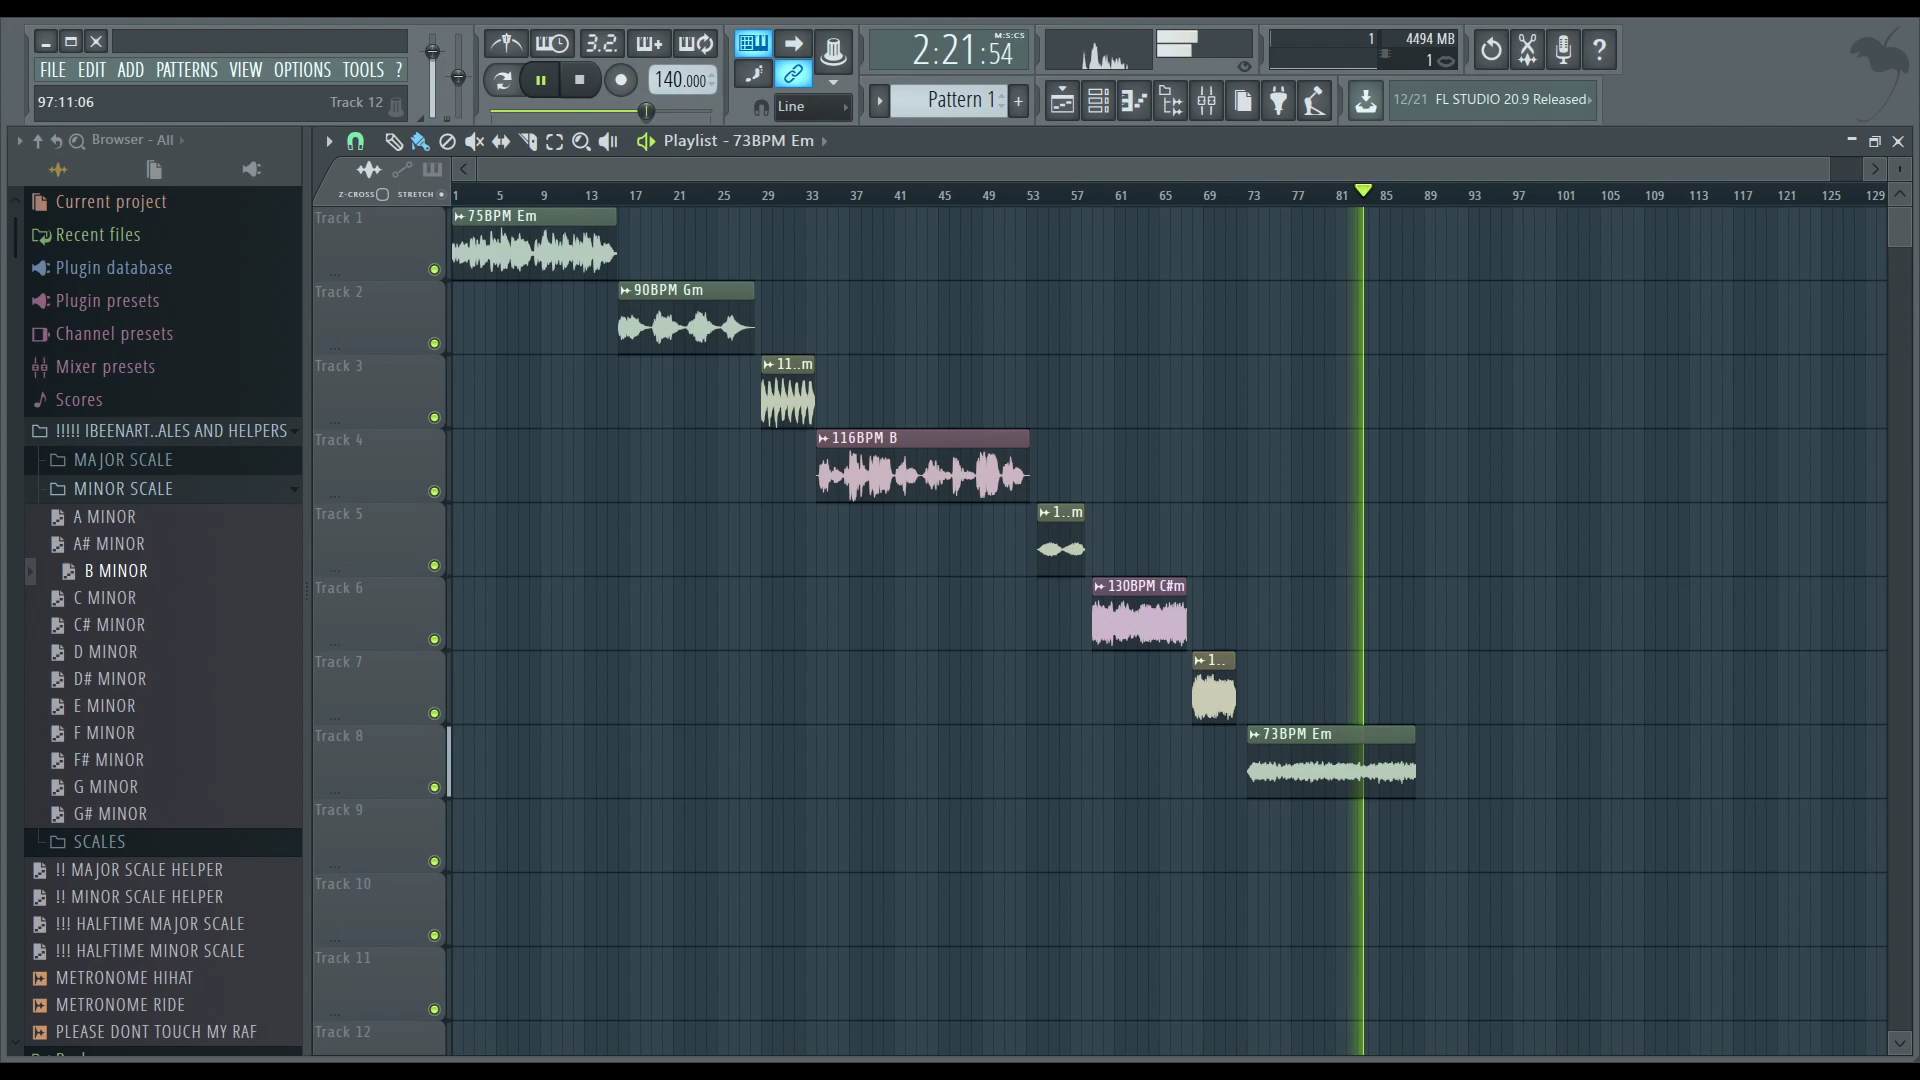 3.2.
2:21:54
M:S:CS
1
4494 MB
1
FILE EDIT ADD PATTERNS VIEW OPTIONS TOOLS ?
140.000
97:11:06
Track 12
Line
Pattern 1
+
12/21 FL STUDIO 20.9 Released
Browser - All
Playlist - 73BPM Em
Z-CROSS STRETCH
1 5 9 13 17 21 25 29 33 37 41 45 49 53 57 61 65 69 73 77 81 85 89 93 97 101 105 109 113 117 121 125 129
Current project
Recent files
Plugin database
Plugin presets
Channel presets
Mixer presets
Scores
!!!!! IBEENART..ALES AND HELPERS
MAJOR SCALE
MINOR SCALE
A MINOR
A# MINOR
B MINOR
C MINOR
C# MINOR
D MINOR
D# MINOR
E MINOR
F MINOR
F# MINOR
G MINOR
G# MINOR
SCALES
!! MAJOR SCALE HELPER
!! MINOR SCALE HELPER
!!! HALFTIME MAJOR SCALE
!!! HALFTIME MINOR SCALE
METRONOME HIHAT
METRONOME RIDE
PLEASE DONT TOUCH MY RAF
Track 1
75BPM Em
Track 2
90BPM Gm
Track 3
11..m
Track 4
116BPM B
Track 5
1..m
Track 6
130BPM C#m
Track 7
1..
Track 8
73BPM Em
Track 9
Track 10
Track 11
Track 12